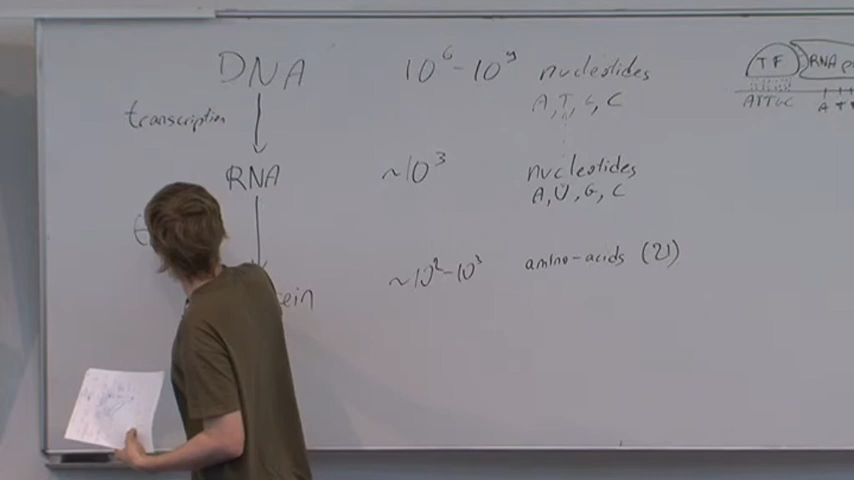 DNA
10^6-10^9 nucleotides
A, T, G, C
transcription
RNA
~10^3 nucleotides
A, U, G, C
~10^2-10^3 amino-acids (21)
TF
RNA
ATTGC
A T